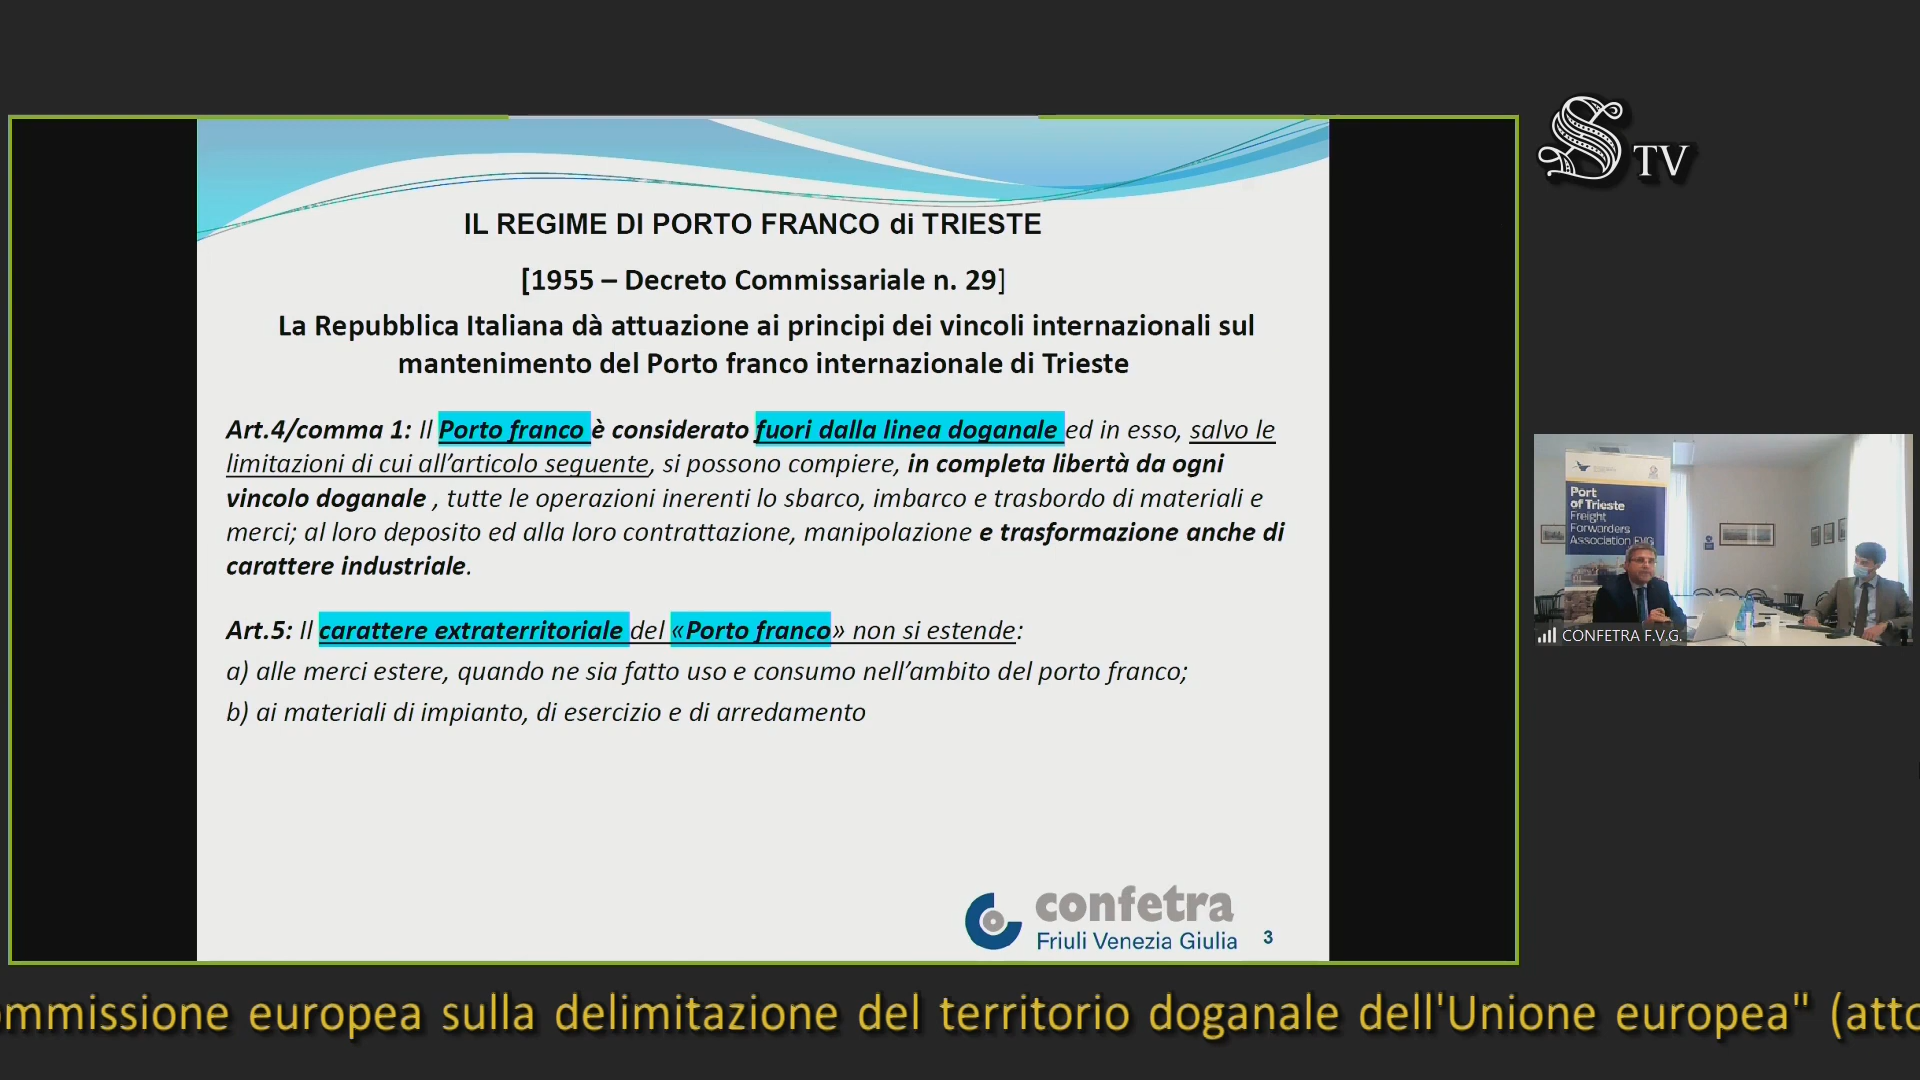 S TV
IL REGIME DI PORTO FRANCO di TRIESTE
[1955 – Decreto Commissariale n. 29]
La Repubblica Italiana dà attuazione ai principi dei vincoli internazionali sul
mantenimento del Porto franco internazionale di Trieste
Art.4/comma 1: Il Porto franco è considerato fuori dalla linea doganale ed in esso, salvo le
limitazioni di cui all’articolo seguente, si possono compiere, in completa libertà da ogni
vincolo doganale , tutte le operazioni inerenti lo sbarco, imbarco e trasbordo di materiali e
merci; al loro deposito ed alla loro contrattazione, manipolazione e trasformazione anche di
carattere industriale.
Art.5: Il carattere extraterritoriale del «Porto franco» non si estende:
a) alle merci estere, quando ne sia fatto uso e consumo nell’ambito del porto franco;
b) ai materiali di impianto, di esercizio e di arredamento
confetra
Friuli Venezia Giulia 3
Port
of Trieste
Freight
Forwarders
Association FVG
CONFETRA F.V.G.
ommissione europea sulla delimitazione del territorio doganale dell'Unione europea" (atto